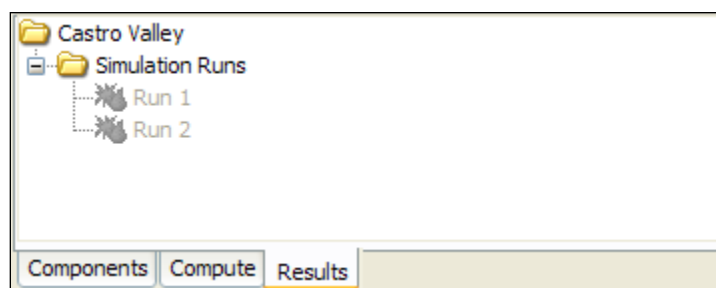 Castro Valley
Simulation Runs
Run 1
Run 2
Components Compute Results